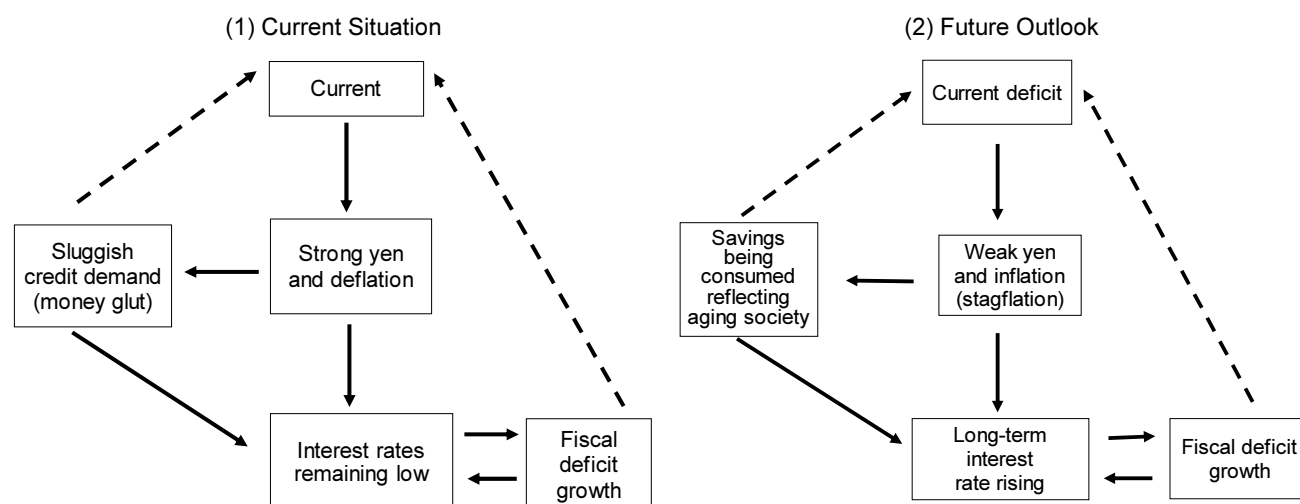 (1) Current Situation
Current
Sluggish
credit demand
(money glut)
Strong yen
and deflation
Interest rates
remaining low
Fiscal
deficit
growth
(2) Future Outlook
Current deficit
Savings
being
consumed
reflecting
aging society
Weak yen
and inflation
(stagflation)
Long-term
interest
rate rising
Fiscal deficit
growth